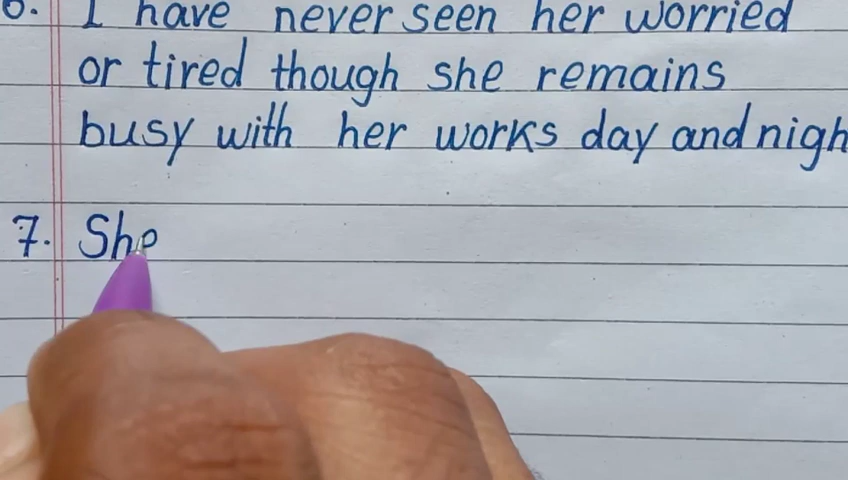 6. I have never seen her worried
or tired though she remains
busy with her works day and nigh
7. She